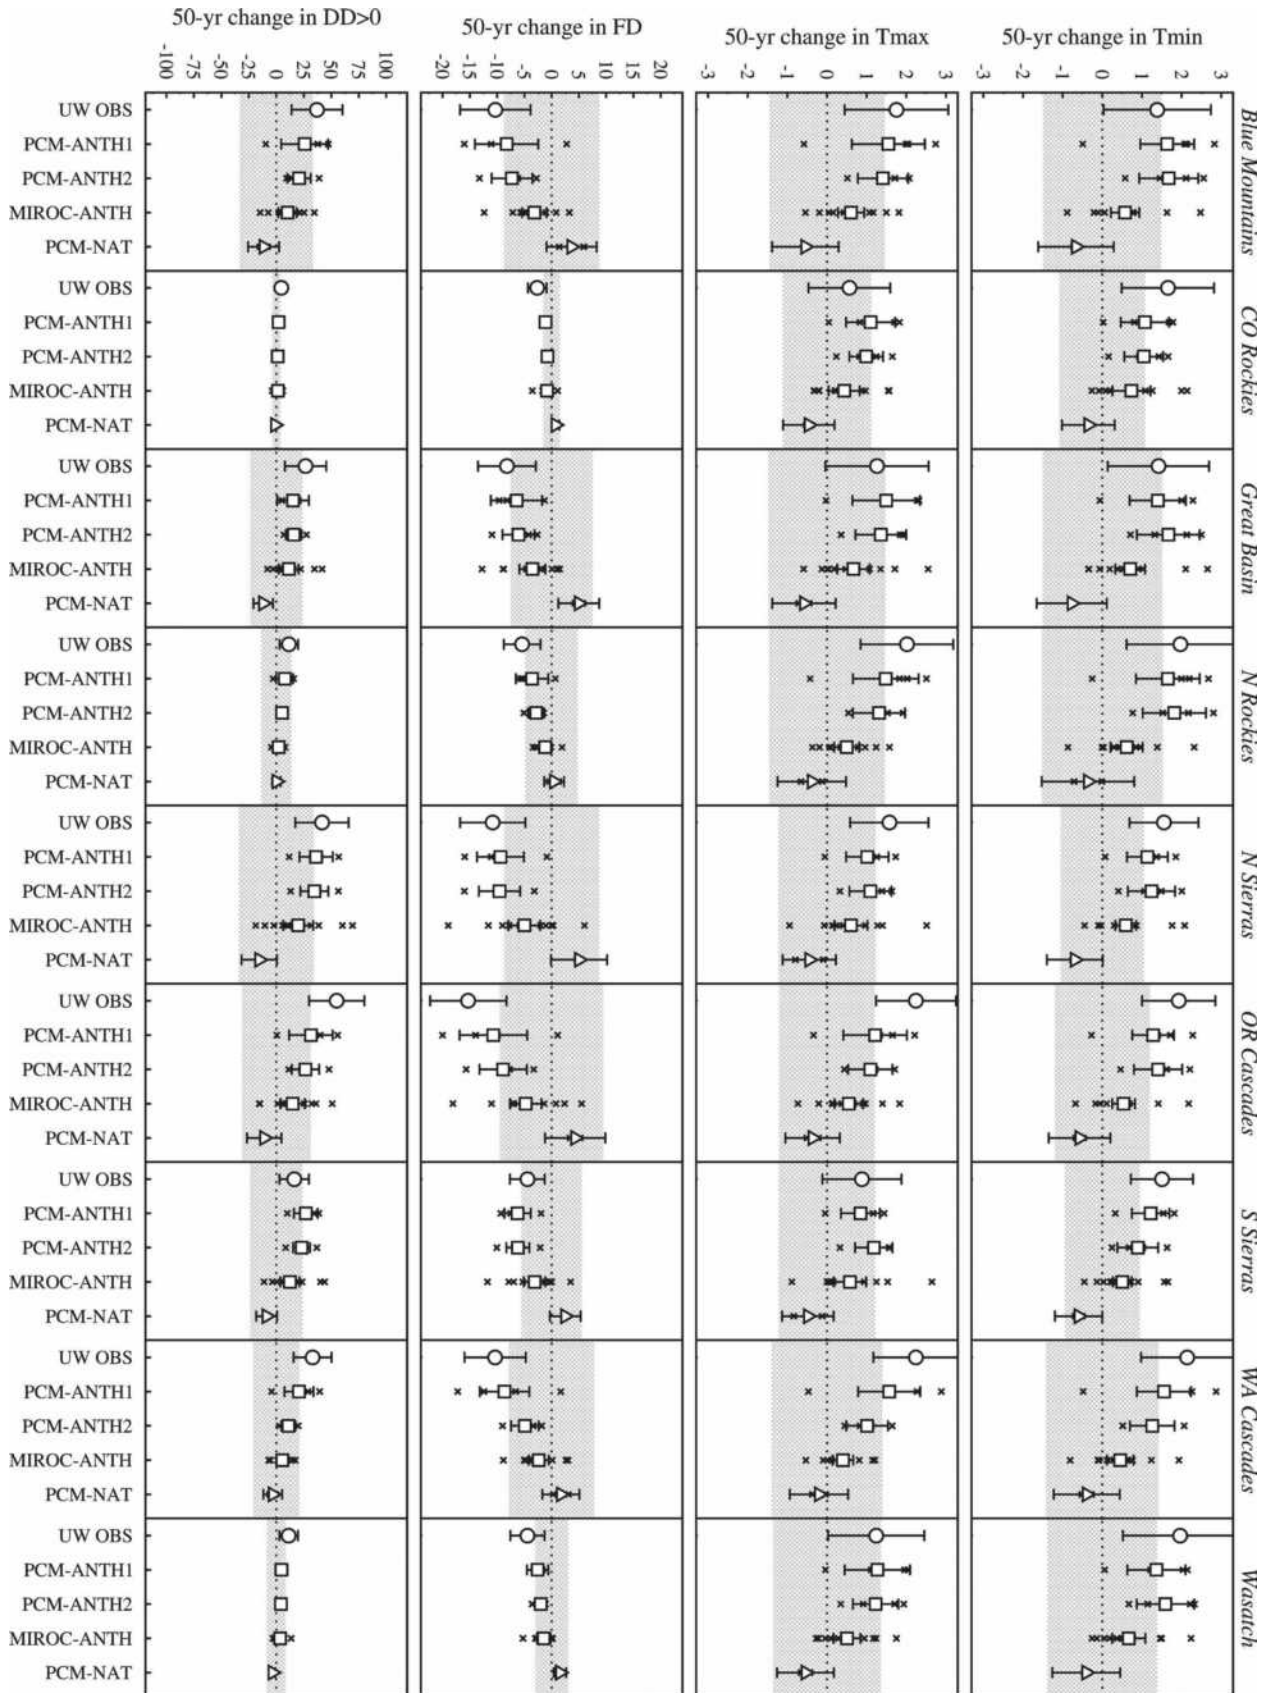 50-yr change in DD>0
50-yr change in FD
50-yr change in Tmax
50-yr change in Tmin
-100
-75
-50
-25
0
25
50
75
100
-20
-15
-10
-5
0
5
10
15
20
-3
-2
-1
0
1
2
3
-3
-2
-1
0
1
2
3
Blue Mountains
UW OBS
PCM-ANTH1
PCM-ANTH2
MIROC-ANTH
PCM-NAT
CO Rockies
UW OBS
PCM-ANTH1
PCM-ANTH2
MIROC-ANTH
PCM-NAT
Great Basin
UW OBS
PCM-ANTH1
PCM-ANTH2
MIROC-ANTH
PCM-NAT
N Rockies
UW OBS
PCM-ANTH1
PCM-ANTH2
MIROC-ANTH
PCM-NAT
N Sierras
UW OBS
PCM-ANTH1
PCM-ANTH2
MIROC-ANTH
PCM-NAT
OR Cascades
UW OBS
PCM-ANTH1
PCM-ANTH2
MIROC-ANTH
PCM-NAT
S Sierras
UW OBS
PCM-ANTH1
PCM-ANTH2
MIROC-ANTH
PCM-NAT
WA Cascades
UW OBS
PCM-ANTH1
PCM-ANTH2
MIROC-ANTH
PCM-NAT
Wasatch
UW OBS
PCM-ANTH1
PCM-ANTH2
MIROC-ANTH
PCM-NAT